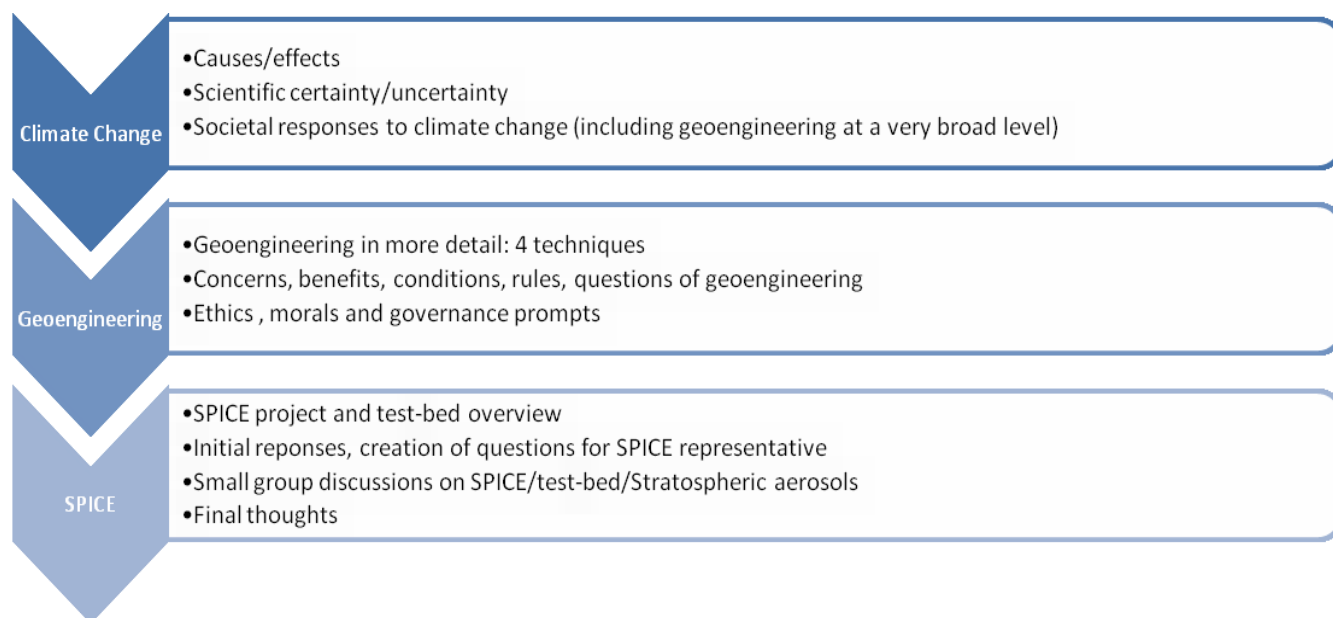 Climate Change
•Causes/effects
•Scientific certainty/uncertainty
•Societal responses to climate change (including geoengineering at a very broad level)
Geoengineering
•Geoengineering in more detail: 4 techniques
•Concerns, benefits, conditions, rules, questions of geoengineering
•Ethics , morals and governance prompts
SPICE
•SPICE project and test-bed overview
•Initial reponses, creation of questions for SPICE representative
•Small group discussions on SPICE/test-bed/Stratospheric aerosols
•Final thoughts